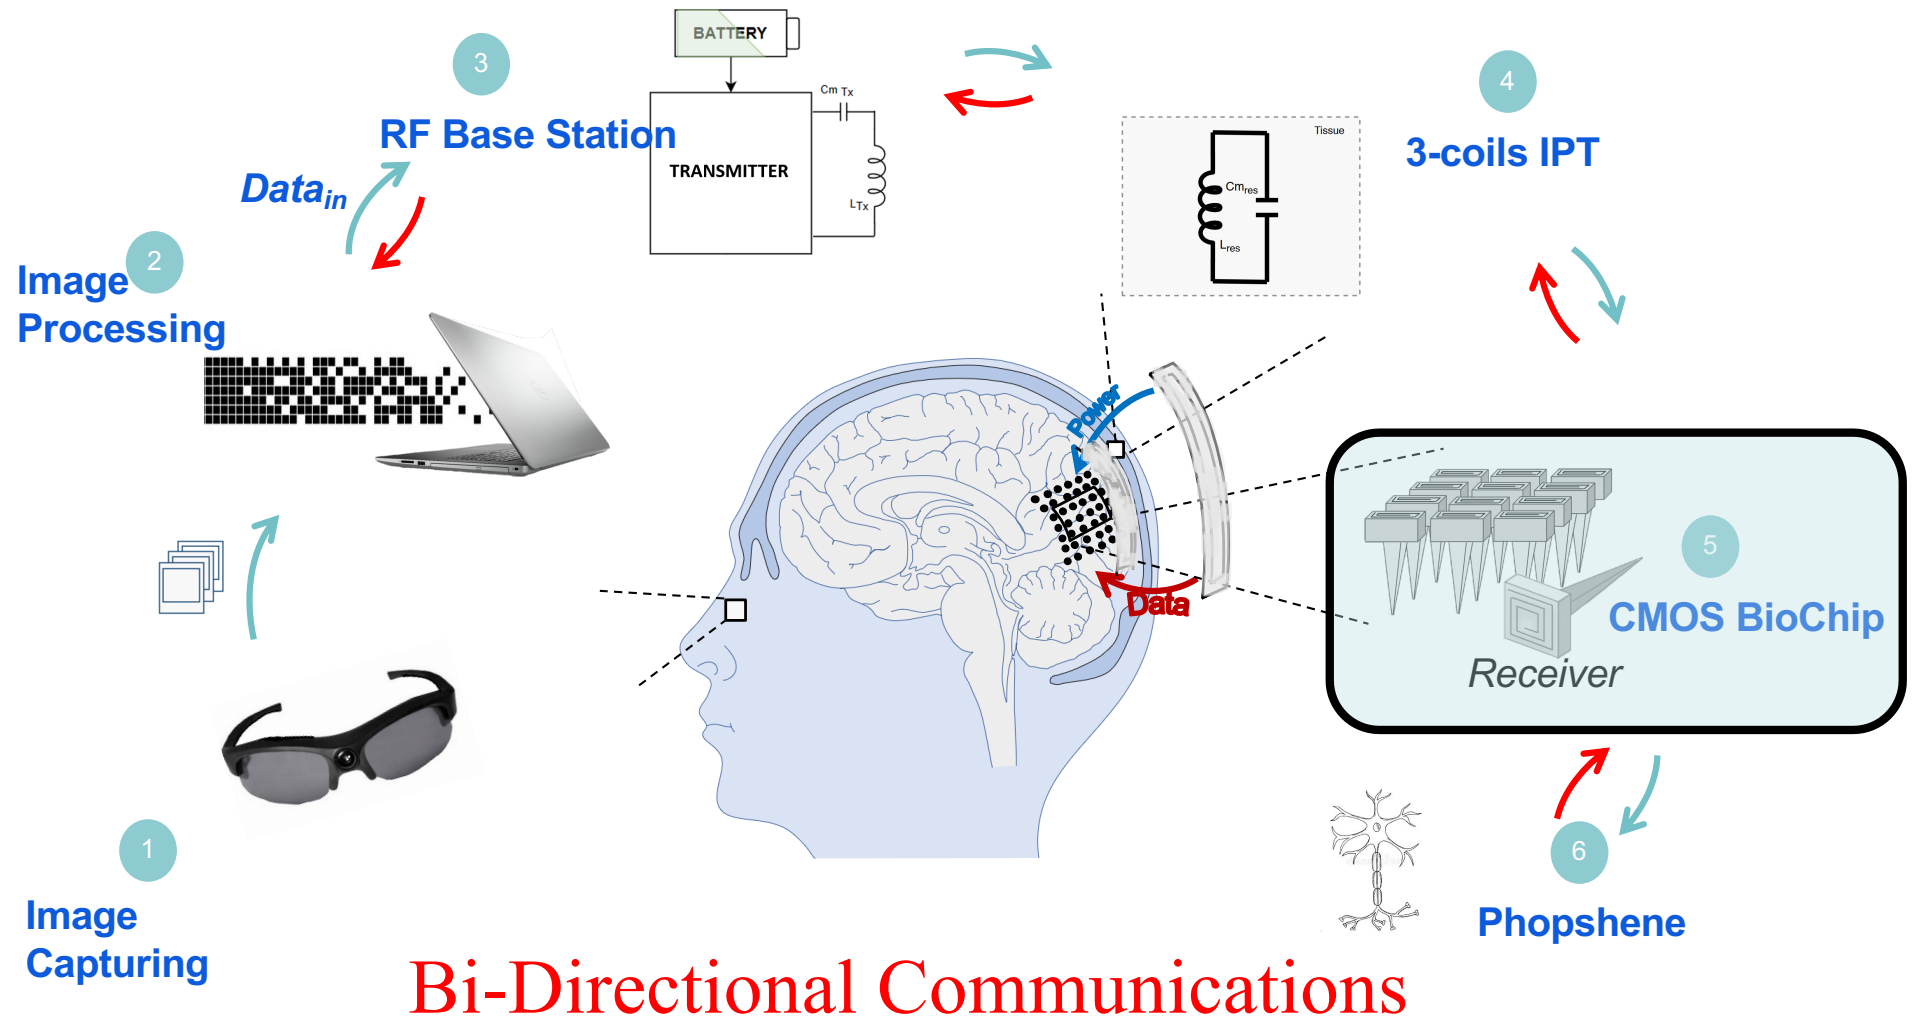 3
RF Base Station
BATTERY
Cm Tx
TRANSMITTER
LTx
4
3-coils IPT
Tissue
Cmres
Lres
Datain
2
Image
Processing
Power
Data
5
CMOS BioChip
Receiver
1
Image
Capturing
6
Phopshene
Bi-Directional Communications